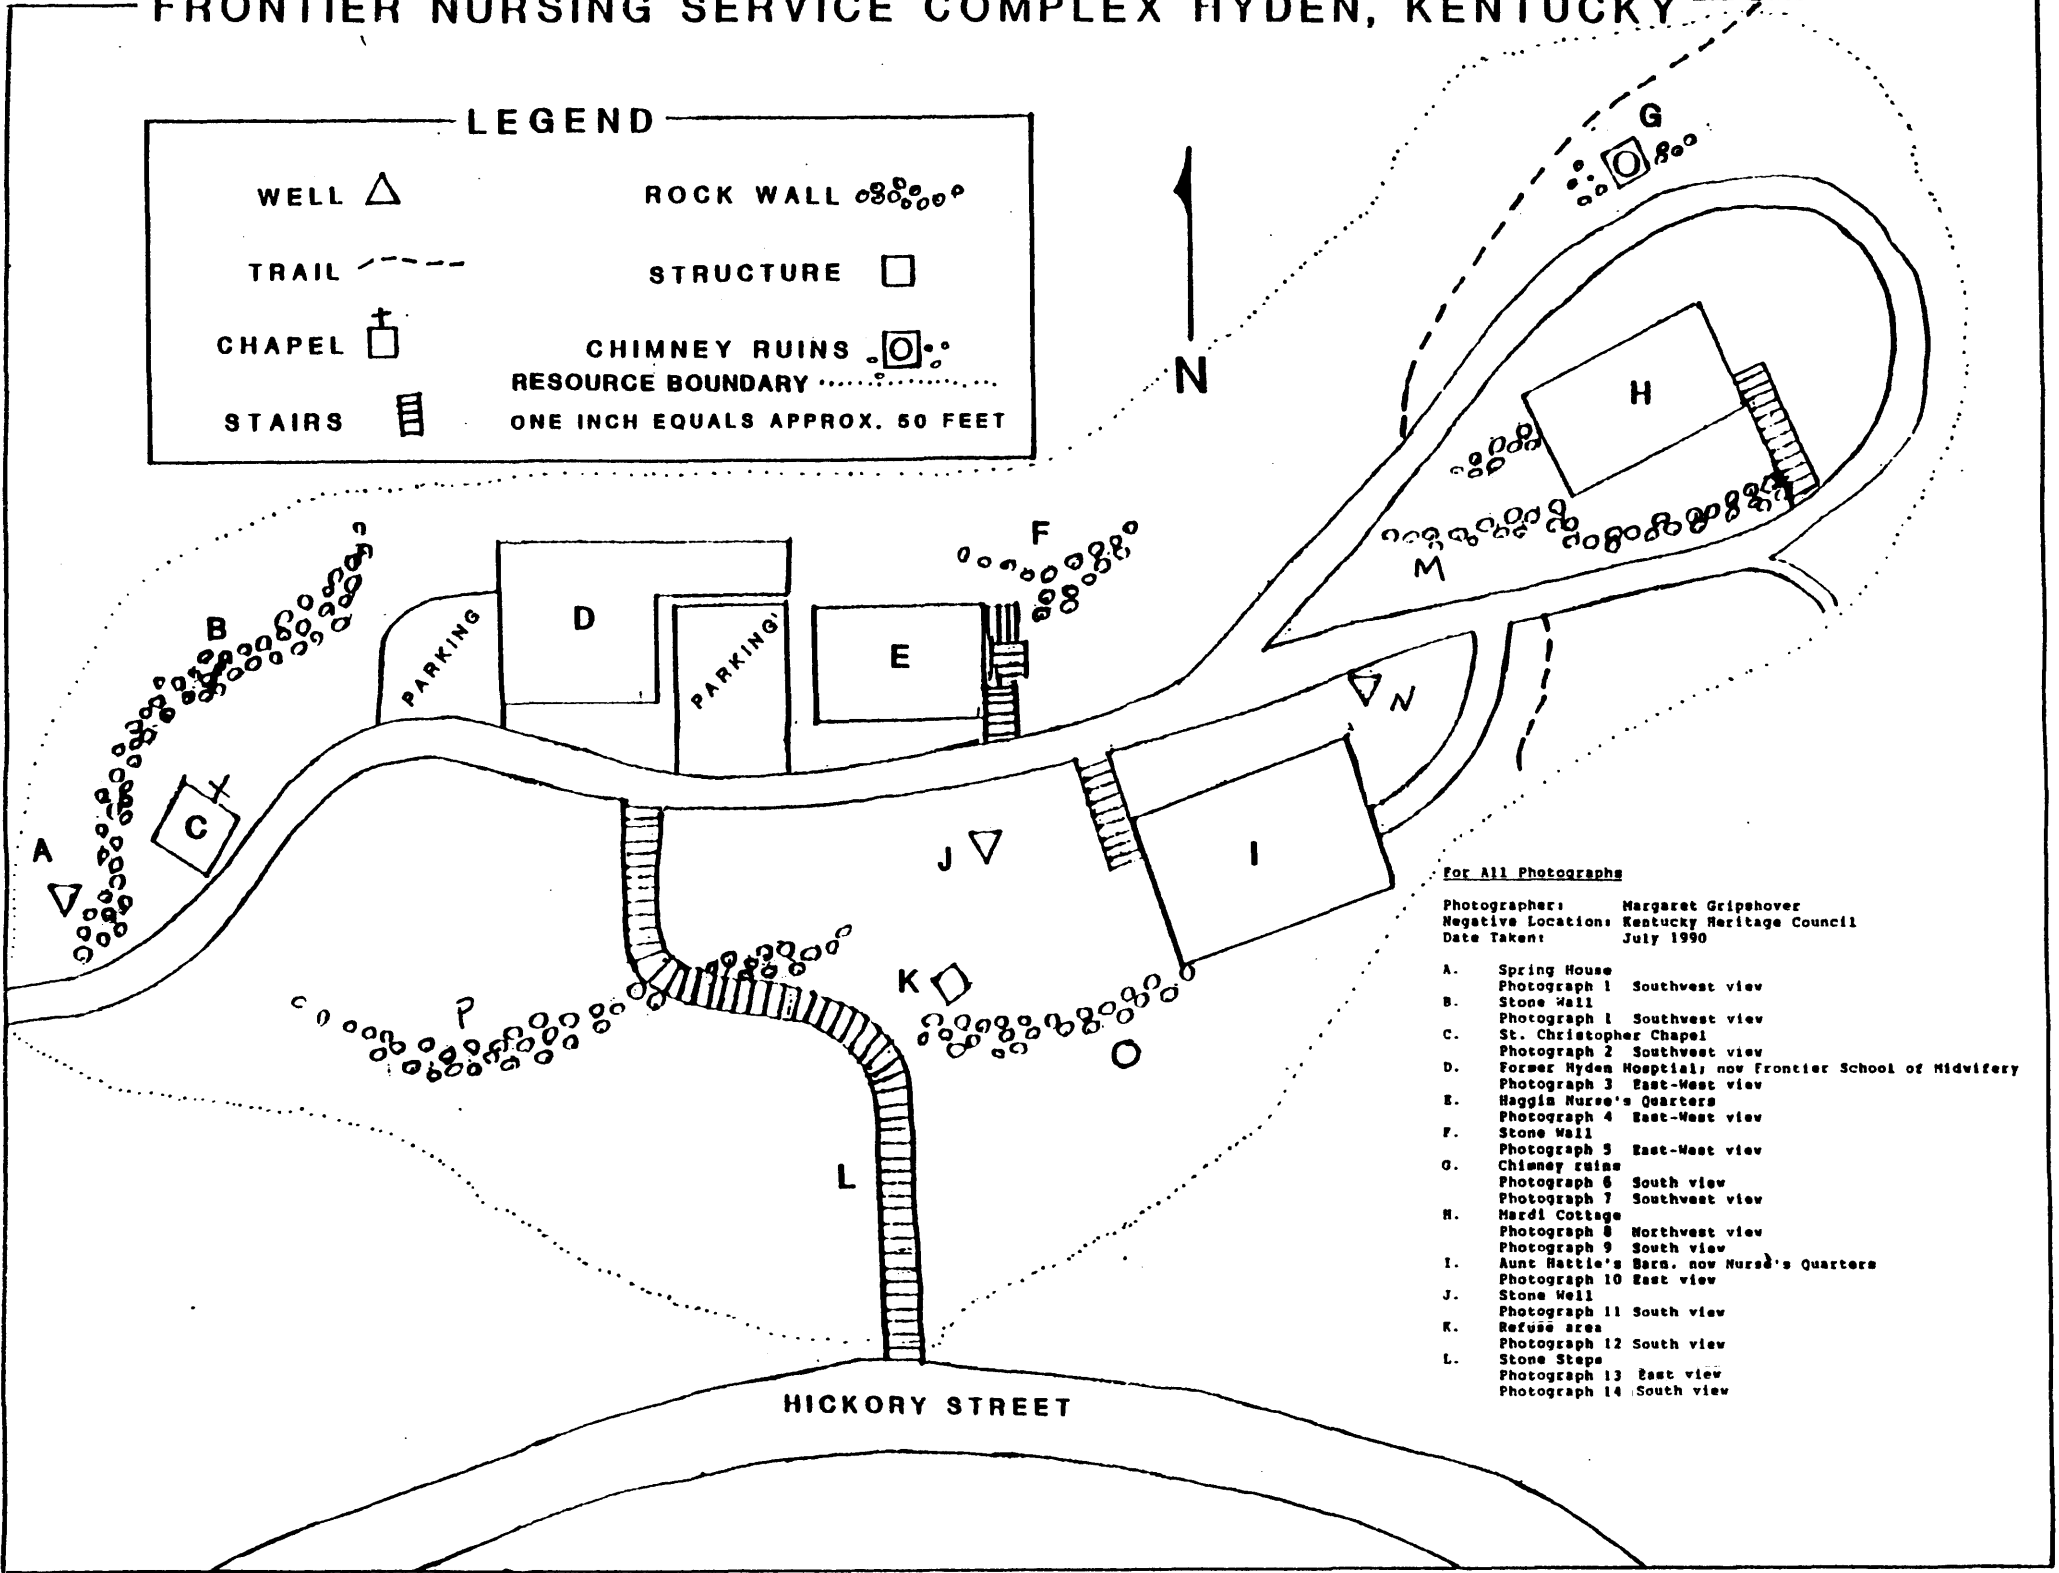 FRONTIER NURSING SERVICE COMPLEX HYDEN, KENTUCKY
LEGEND
WELL
ROCK WALL
TRAIL
STRUCTURE
CHAPEL
CHIMNEY RUINS
RESOURCE BOUNDARY
STAIRS
ONE INCH EQUALS APPROX. 50 FEET
N
G
H
M
F
B
D
PARKING
PARKING
E
N
A
C
J
I
K
P
O
L
HICKORY STREET
For All Photographs
Photographer: Margaret Gripshover
Negative Location: Kentucky Heritage Council
Date Taken: July 1990
A. Spring House
Photograph 1 Southwest view
B. Stone Wall
Photograph 1 Southwest view
C. St. Christopher Chapel
Photograph 2 Southwest view
D. Former Hyden Hosptial; now Frontier School of Midwifery
Photograph 3 East-West view
E. Haggin Nurse's Quarters
Photograph 4 East-West view
F. Stone Wall
Photograph 5 East-West view
G. Chimney ruins
Photograph 6 South view
Photograph 7 Southwest view
H. Mardi Cottage
Photograph 8 Northwest view
Photograph 9 South view
I. Aunt Hattie's Barn, now Nurse's Quarters
Photograph 10 East view
J. Stone Well
Photograph 11 South view
K. Refuse area
Photograph 12 South view
L. Stone Steps
Photograph 13 East view
Photograph 14 South view